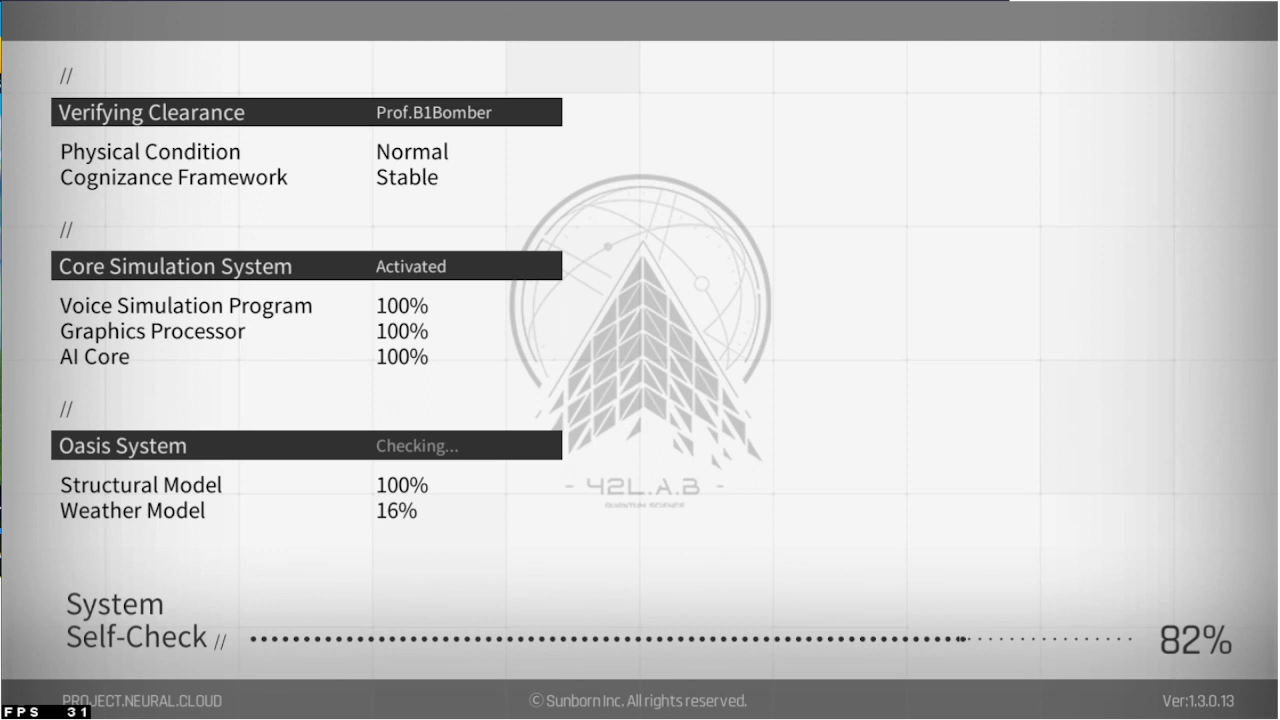 //
Verifying Clearance Prof.B1Bomber
Physical Condition Normal
Cognizance Framework Stable
//
Core Simulation System Activated
Voice Simulation Program 100%
Graphics Processor 100%
AI Core 100%
//
Oasis System Checking...
Structural Model 100%
Weather Model 16%
- 42L.A.B -
QUANTUM SCIENCE
System
Self-Check // 82%
PROJECT.NEURAL.CLOUD © Sunborn Inc. All rights reserved. Ver:1.3.0.13
FPS 31